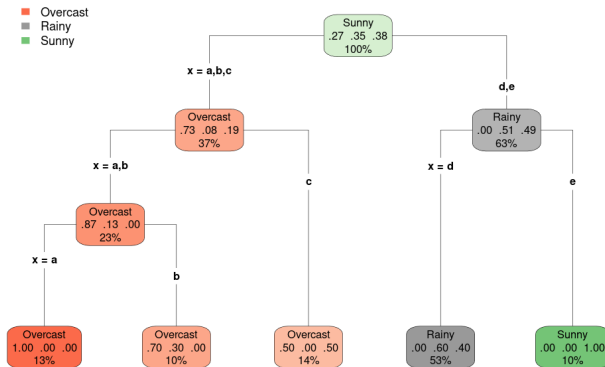 Overcast
Rainy
Sunny
Sunny
.27 .35 .38
100%
x = a,b,c
d,e
Overcast
.73 .08 .19
37%
Rainy
.00 .51 .49
63%
x = a,b
c
x = d
e
Overcast
.87 .13 .00
23%
x = a
b
Overcast
1.00 .00 .00
13%
Overcast
.70 .30 .00
10%
Overcast
.50 .00 .50
14%
Rainy
.00 .60 .40
53%
Sunny
.00 .00 1.00
10%